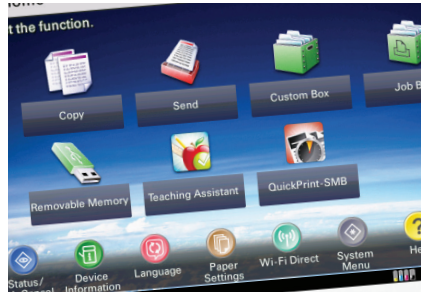 t the function.
Copy
Send
Custom Box
Job B
Removable Memory
Teaching Assistant
QuickPrint-SMB
Status/
Device
Information
Language
Paper
Settings
Wi-Fi Direct
System
Menu
He